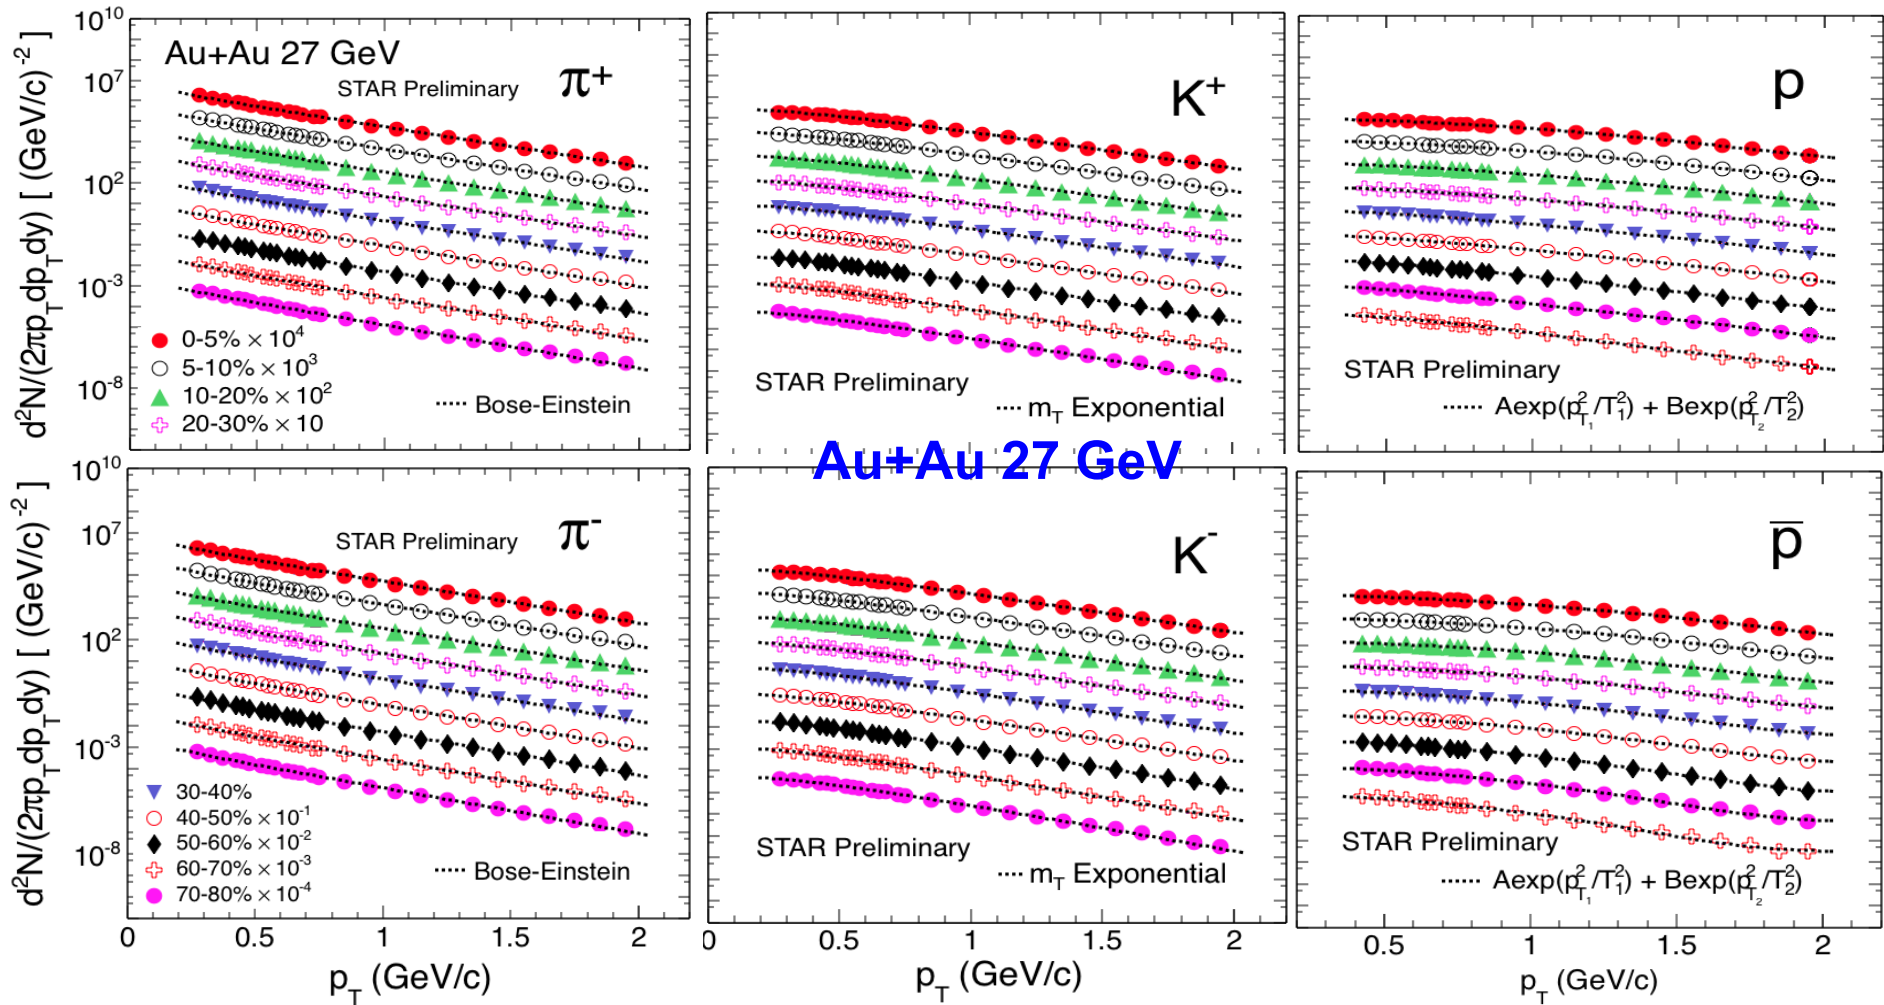 10^10
Au+Au 27 GeV
10^7
STAR Preliminary
π+
K+
p
d²N/(2πp_T dp_T dy) [ (GeV/c)^-2 ]
10^2
10^-3
10^-8
0-5% × 10^4
5-10% × 10^3
10-20% × 10^2
20-30% × 10
Bose-Einstein
STAR Preliminary
m_T Exponential
STAR Preliminary
Aexp(p_T1^2/T_1^2) + Bexp(p_T2^2/T_2^2)
Au+Au 27 GeV
10^10
10^7
STAR Preliminary
π-
K-
p̅
d²N/(2πp_T dp_T dy) [ (GeV/c)^-2 ]
10^2
10^-3
10^-8
30-40%
40-50% × 10^-1
50-60% × 10^-2
60-70% × 10^-3
70-80% × 10^-4
Bose-Einstein
STAR Preliminary
m_T Exponential
STAR Preliminary
Aexp(p_T1^2/T_1^2) + Bexp(p_T2^2/T_2^2)
0 0.5 1 1.5 2
0 0.5 1 1.5 2
0.5 1 1.5 2
p_T (GeV/c)
p_T (GeV/c)
p_T (GeV/c)